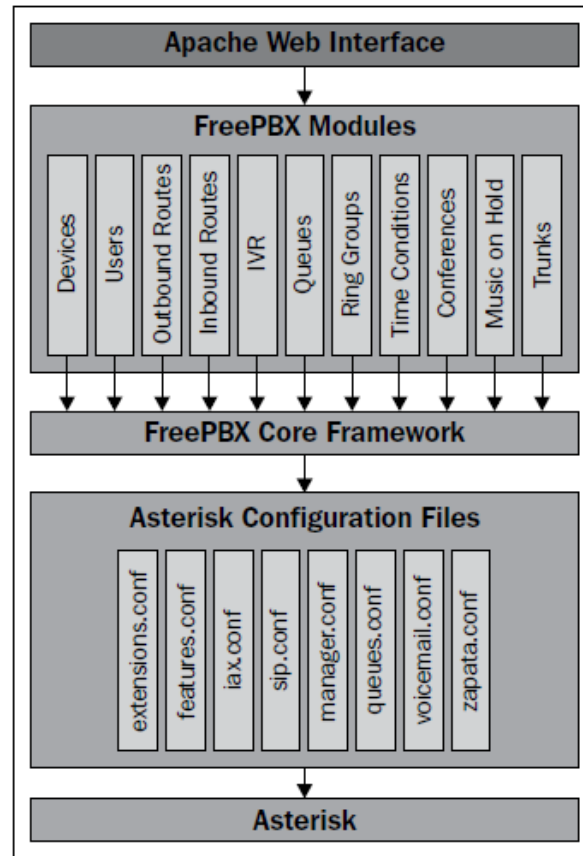 Apache Web Interface
FreePBX Modules
Devices
Users
Outbound Routes
Inbound Routes
IVR
Queues
Ring Groups
Time Conditions
Conferences
Music on Hold
Trunks
FreePBX Core Framework
Asterisk Configuration Files
extensions.conf
features.conf
iax.conf
sip.conf
manager.conf
queues.conf
voicemail.conf
zapata.conf
Asterisk